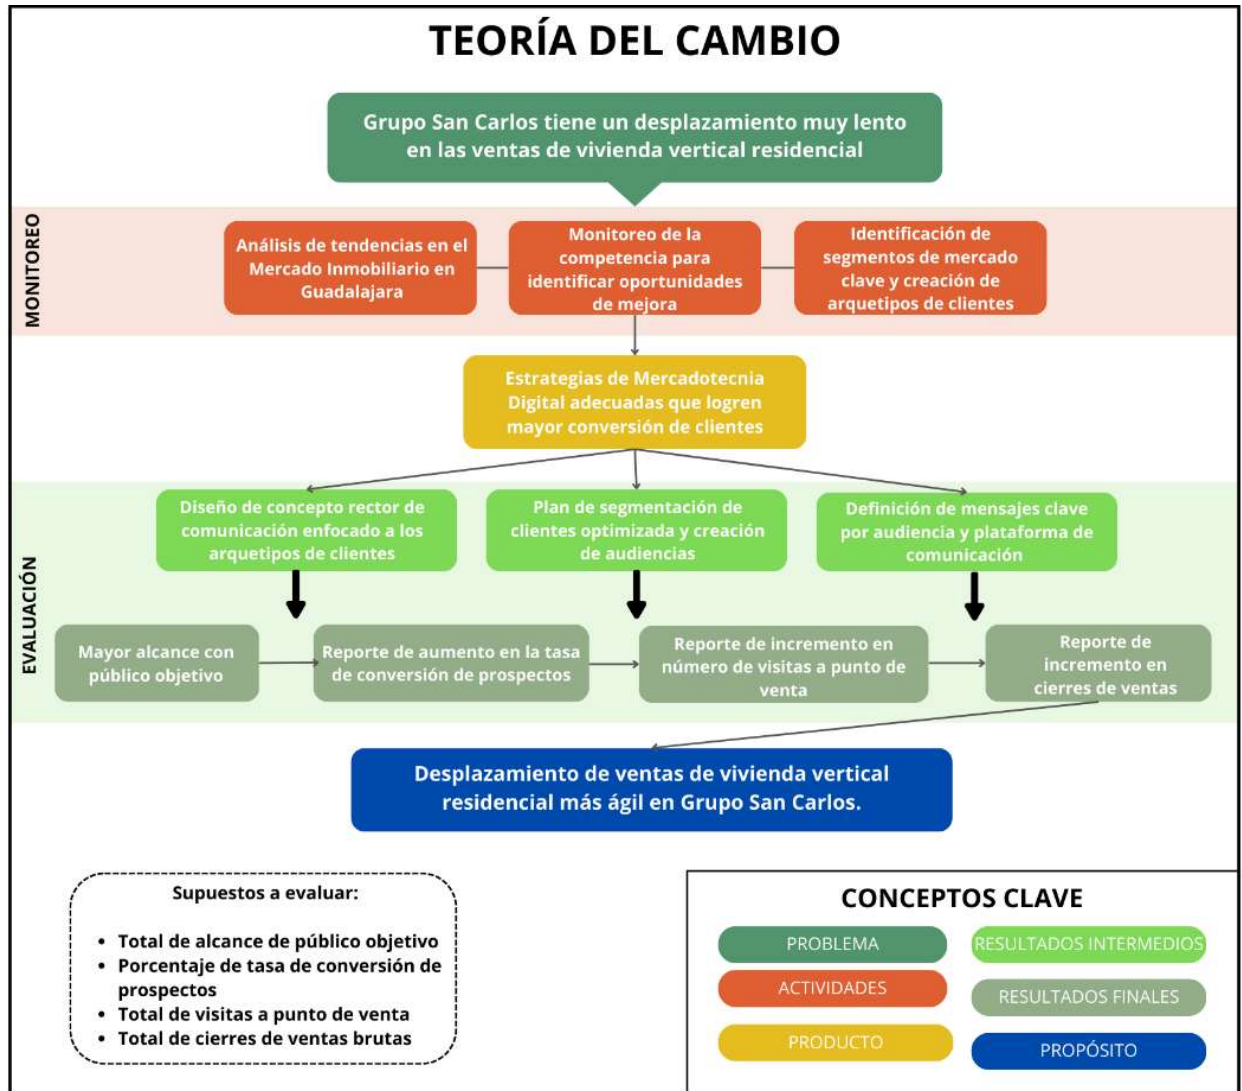 TEORÍA DEL CAMBIO
Grupo San Carlos tiene un desplazamiento muy lento
en las ventas de vivienda vertical residencial
MONITOREO
Análisis de tendencias en el
Mercado Inmobiliario en
Guadalajara
Monitoreo de la
competencia para
identificar oportunidades
de mejora
Identificación de
segmentos de mercado
clave y creación de
arquetipos de clientes
Estrategias de Mercadotecnia
Digital adecuadas que logren
mayor conversión de clientes
EVALUACIÓN
Diseño de concepto rector de
comunicación enfocado a los
arquetipos de clientes
Plan de segmentación de
clientes optimizada y creación
de audiencias
Definición de mensajes clave
por audiencia y plataforma de
comunicación
Mayor alcance con
público objetivo
Reporte de aumento en la tasa
de conversión de prospectos
Reporte de incremento en
número de visitas a punto de
venta
Reporte de
incremento en
cierres de ventas
Desplazamiento de ventas de vivienda vertical
residencial más ágil en Grupo San Carlos.
Supuestos a evaluar:
• Total de alcance de público objetivo
• Porcentaje de tasa de conversión de
prospectos
• Total de visitas a punto de venta
• Total de cierres de ventas brutas
CONCEPTOS CLAVE
PROBLEMA
RESULTADOS INTERMEDIOS
ACTIVIDADES
RESULTADOS FINALES
PRODUCTO
PROPÓSITO